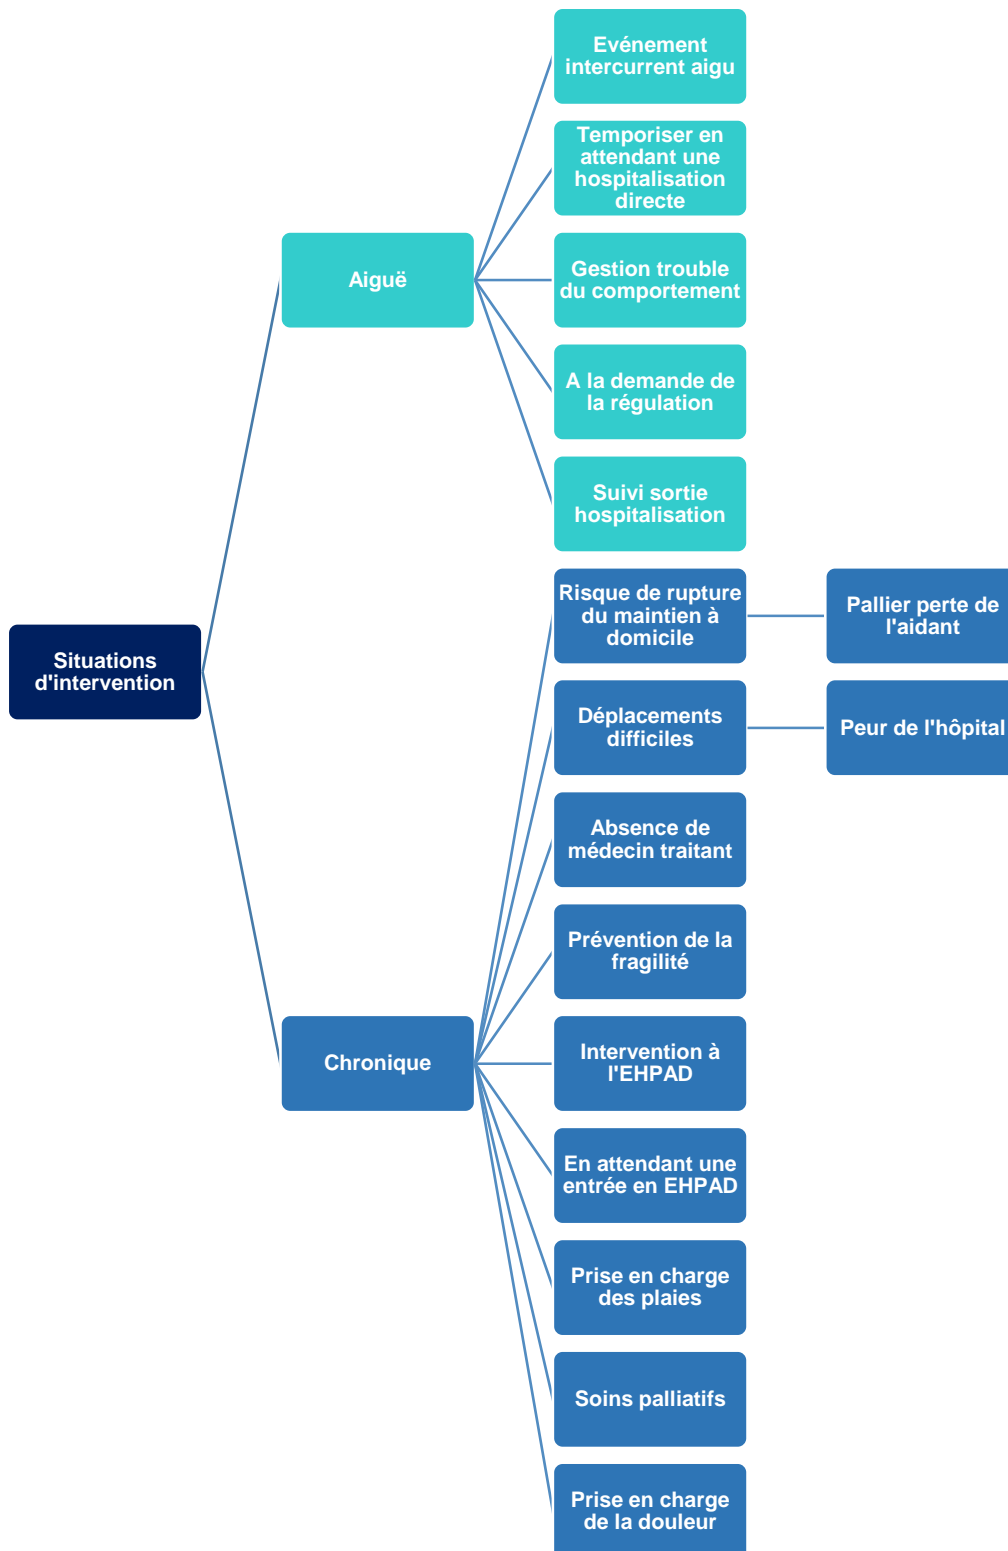 Situations
d'intervention
Aiguë
Evénement
intercurrent aigu
Temporiser en
attendant une
hospitalisation
directe
Gestion trouble
du comportement
A la demande de
la régulation
Suivi sortie
hospitalisation
Chronique
Risque de rupture
du maintien à
domicile
Pallier perte de
l'aidant
Déplacements
difficiles
Peur de l'hôpital
Absence de
médecin traitant
Prévention de la
fragilité
Intervention à
l'EHPAD
En attendant une
entrée en EHPAD
Prise en charge
des plaies
Soins palliatifs
Prise en charge
de la douleur